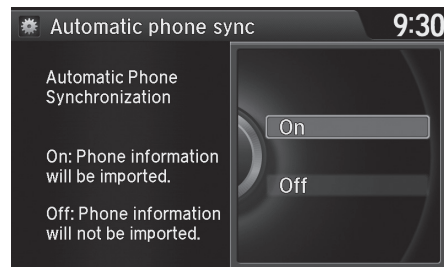 Automatic phone sync
9:30
Automatic Phone
Synchronization
On: Phone information
will be imported.
Off: Phone information
will not be imported.
On
Off